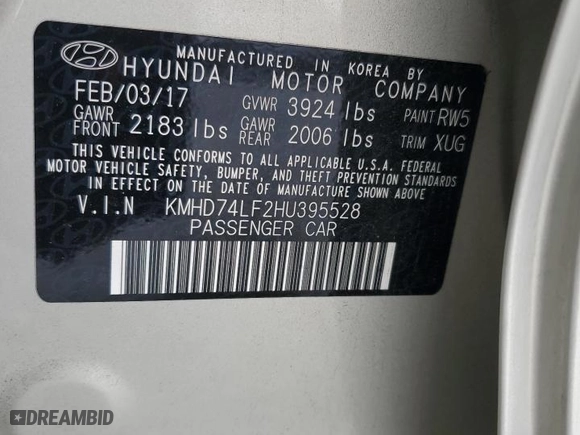 MANUFACTURED IN KOREA BY
HYUNDAI MOTOR COMPANY
FEB/03/17 GVWR 3924 lbs PAINT RW5
GAWR FRONT 2183 lbs GAWR REAR 2006 lbs TRIM XUG
THIS VEHICLE CONFORMS TO ALL APPLICABLE U.S.A. FEDERAL
MOTOR VEHICLE SAFETY, BUMPER, AND THEFT PREVENTION STANDARDS
IN EFFECT ON THE DATE OF MANUFACTURE SHOWN ABOVE.
V.I.N KMHD74LF2HU395528
PASSENGER CAR
DREAMBID